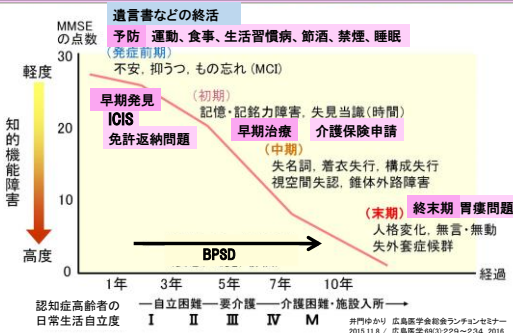 遺言書などの終活
MMSE
の点数
予防 運動、食事、生活習慣病、節酒、禁煙、睡眠
(発症前期)
不安, 抑うつ, もの忘れ (MCI)
30
軽度
早期発見
ICIS
免許返納問題
(初期)
記憶・記銘力障害, 失見当識(時間)
早期治療 介護保険申請
20
(中期)
失名詞, 着衣失行, 構成失行
視空間失認, 錐体外路障害
知的機能障害
10
(末期) 終末期 胃瘻問題
人格変化, 無言・無動
失外套症候群
高度
BPSD
0
1年 3年 5年 7年 10年 経過
認知症高齢者の
日常生活自立度
自立困難 要介護 介護困難・施設入所
Ⅰ Ⅱ Ⅲ Ⅳ M
井門ゆかり 広島医学会総会ランチョンセミナー
2015.11.8 / 広島医学69(3):229~234, 2016